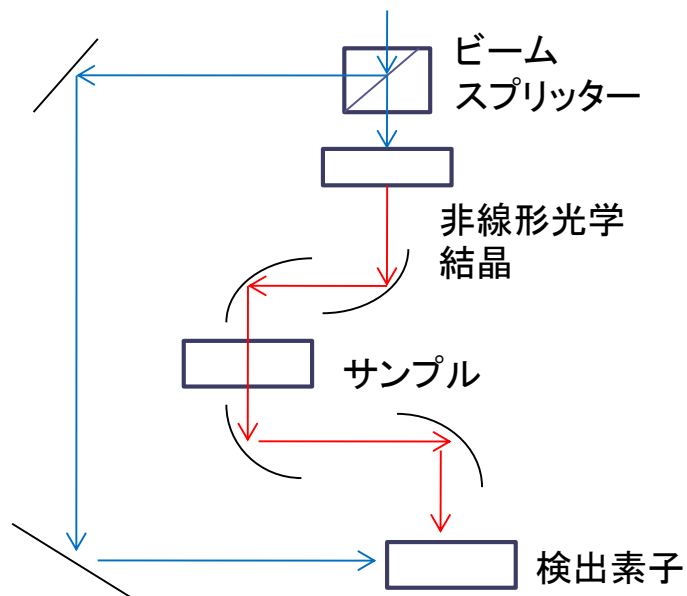 ビーム
スプリッター
非線形光学
結晶
サンプル
検出素子